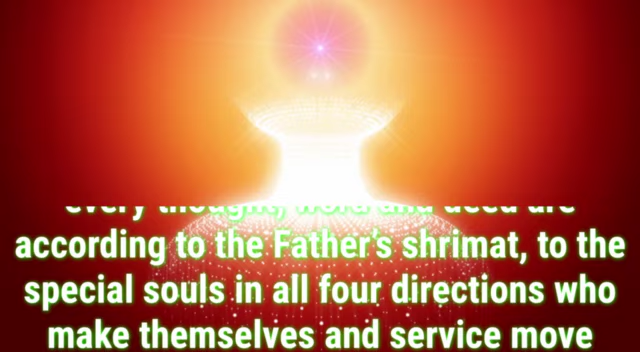 every thought, word and deed are
according to the Father's shrimat, to the
special souls in all four directions who
make themselves and service move